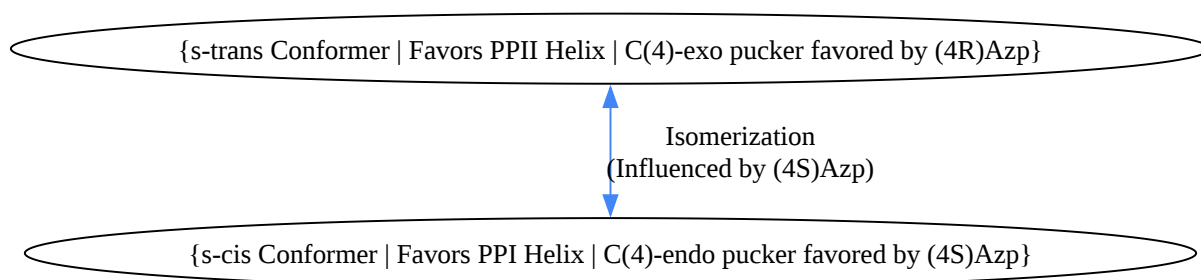 {s-trans Conformer | Favors PPII Helix | C(4)-exo pucker favored by (4R)Azp}
Isomerization
(Influenced by (4S)Azp)
{s-cis Conformer | Favors PPI Helix | C(4)-endo pucker favored by (4S)Azp}